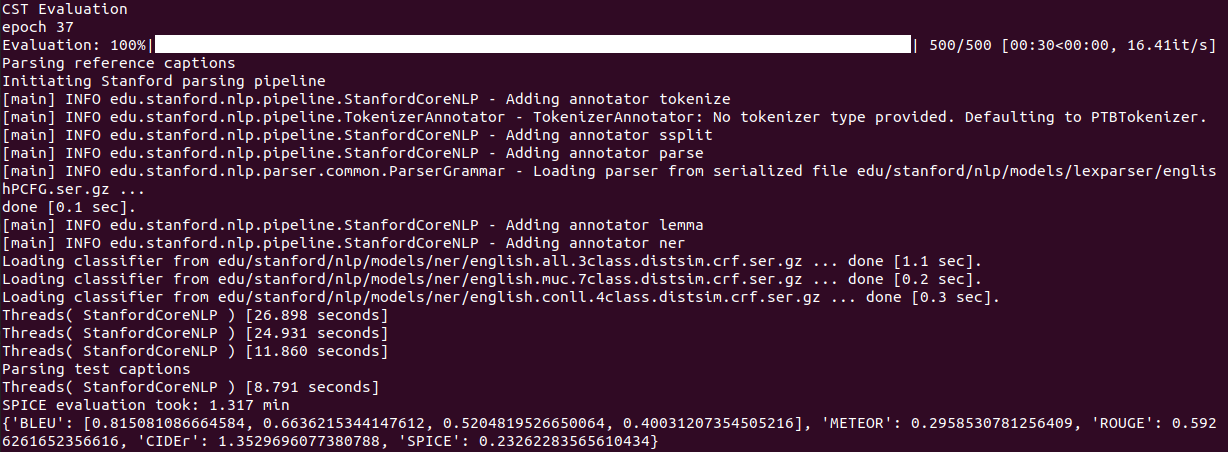 CST Evaluation
epoch 37
Evaluation: 100%|██████████| 500/500 [00:30<00:00, 16.41it/s]
Parsing reference captions
Initiating Stanford parsing pipeline
[main] INFO edu.stanford.nlp.pipeline.StanfordCoreNLP - Adding annotator tokenize
[main] INFO edu.stanford.nlp.pipeline.TokenizerAnnotator - TokenizerAnnotator: No tokenizer type provided. Defaulting to PTBTokenizer.
[main] INFO edu.stanford.nlp.pipeline.StanfordCoreNLP - Adding annotator ssplit
[main] INFO edu.stanford.nlp.pipeline.StanfordCoreNLP - Adding annotator parse
[main] INFO edu.stanford.nlp.parser.common.ParserGrammar - Loading parser from serialized file edu/stanford/nlp/models/lexparser/englis
hPCFG.ser.gz ...
done [0.1 sec].
[main] INFO edu.stanford.nlp.pipeline.StanfordCoreNLP - Adding annotator lemma
[main] INFO edu.stanford.nlp.pipeline.StanfordCoreNLP - Adding annotator ner
Loading classifier from edu/stanford/nlp/models/ner/english.all.3class.distsim.crf.ser.gz ... done [1.1 sec].
Loading classifier from edu/stanford/nlp/models/ner/english.muc.7class.distsim.crf.ser.gz ... done [0.2 sec].
Loading classifier from edu/stanford/nlp/models/ner/english.conll.4class.distsim.crf.ser.gz ... done [0.3 sec].
Threads( StanfordCoreNLP ) [26.898 seconds]
Threads( StanfordCoreNLP ) [24.931 seconds]
Threads( StanfordCoreNLP ) [11.860 seconds]
Parsing test captions
Threads( StanfordCoreNLP ) [8.791 seconds]
SPICE evaluation took: 1.317 min
{'BLEU': [0.815081086664584, 0.6636215344147612, 0.5204819526650064, 0.40031207354505216], 'METEOR': 0.2958530781256409, 'ROUGE': 0.592
6261652356616, 'CIDEr': 1.3529696077380788, 'SPICE': 0.23262283565610434}